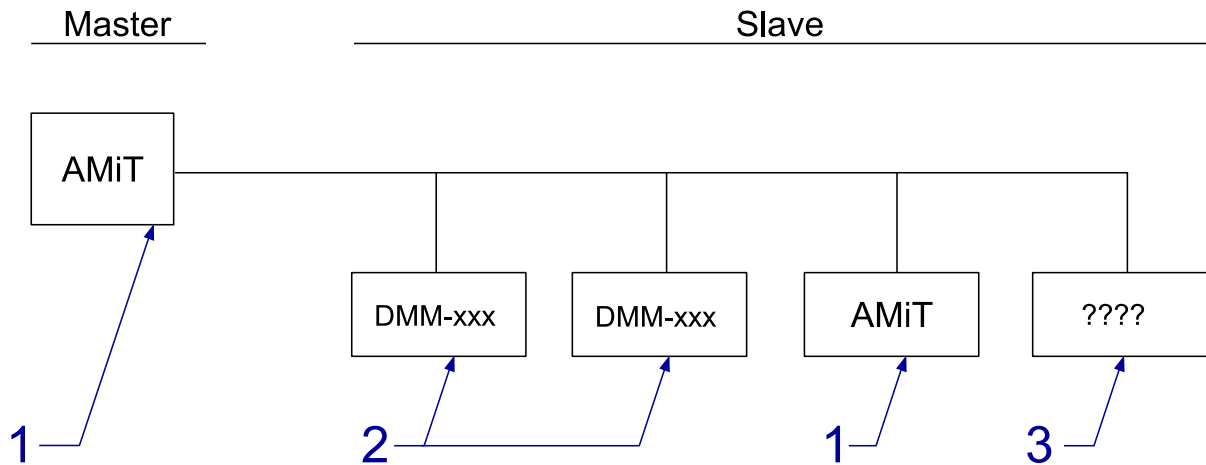 Master
Slave
AMiT
DMM-xxx
DMM-xxx
AMiT
????
1
2
1
3